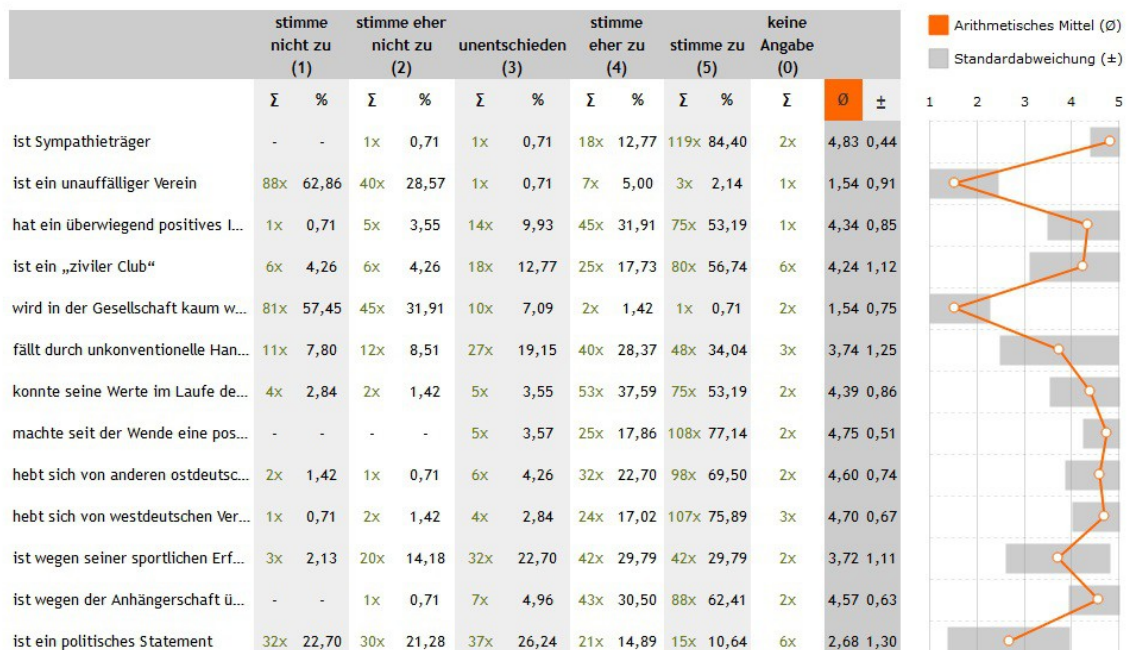 stimme nicht zu (1) stimme eher nicht zu (2) unentschieden (3) stimme eher zu (4) stimme zu (5) keine Angabe (0)
Arithmetisches Mittel (Ø)
Standardabweichung (±)
Σ % Σ % Σ % Σ % Σ % Σ Ø ± 1 2 3 4 5
ist Sympathieträger - - 1x 0,71 1x 0,71 18x 12,77 119x 84,40 2x 4,83 0,44
ist ein unauffälliger Verein 88x 62,86 40x 28,57 1x 0,71 7x 5,00 3x 2,14 1x 1,54 0,91
hat ein überwiegend positives I... 1x 0,71 5x 3,55 14x 9,93 45x 31,91 75x 53,19 1x 4,34 0,85
ist ein „ziviler Club“ 6x 4,26 6x 4,26 18x 12,77 25x 17,73 80x 56,74 6x 4,24 1,12
wird in der Gesellschaft kaum w... 81x 57,45 45x 31,91 10x 7,09 2x 1,42 1x 0,71 2x 1,54 0,75
fällt durch unkonventionelle Han... 11x 7,80 12x 8,51 27x 19,15 40x 28,37 48x 34,04 3x 3,74 1,25
konnte seine Werte im Laufe de... 4x 2,84 2x 1,42 5x 3,55 53x 37,59 75x 53,19 2x 4,39 0,86
machte seit der Wende eine pos... - - - - 5x 3,57 25x 17,86 108x 77,14 2x 4,75 0,51
hebt sich von anderen ostdeutsc... 2x 1,42 1x 0,71 6x 4,26 32x 22,70 98x 69,50 2x 4,60 0,74
hebt sich von westdeutschen Ver... 1x 0,71 2x 1,42 4x 2,84 24x 17,02 107x 75,89 3x 4,70 0,67
ist wegen seiner sportlichen Erf... 3x 2,13 20x 14,18 32x 22,70 42x 29,79 42x 29,79 2x 3,72 1,11
ist wegen der Anhängerschaft ü... - - 1x 0,71 7x 4,96 43x 30,50 88x 62,41 2x 4,57 0,63
ist ein politisches Statement 32x 22,70 30x 21,28 37x 26,24 21x 14,89 15x 10,64 6x 2,68 1,30